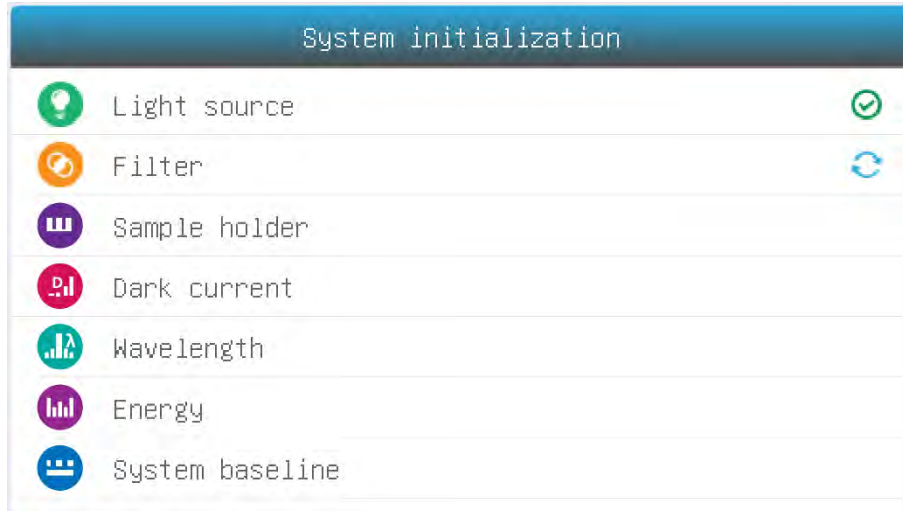 System initialization
Light source
Filter
Sample holder
Dark current
Wavelength
Energy
System baseline